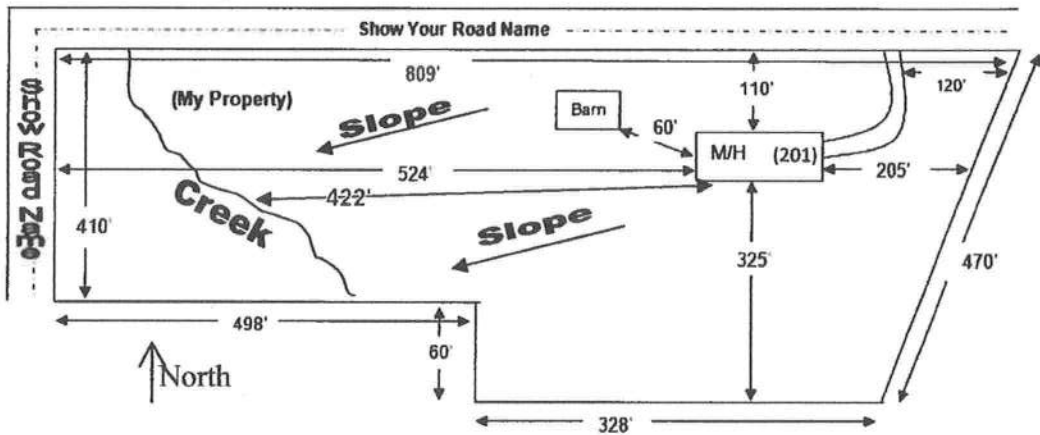 Show Your Road Name
809'
110'
120'
(My Property)
Slope
Barn
60'
M/H (201)
Show Road Name
524'
205'
422'
Creek
410'
Slope
325'
470'
498'
60'
North
328'